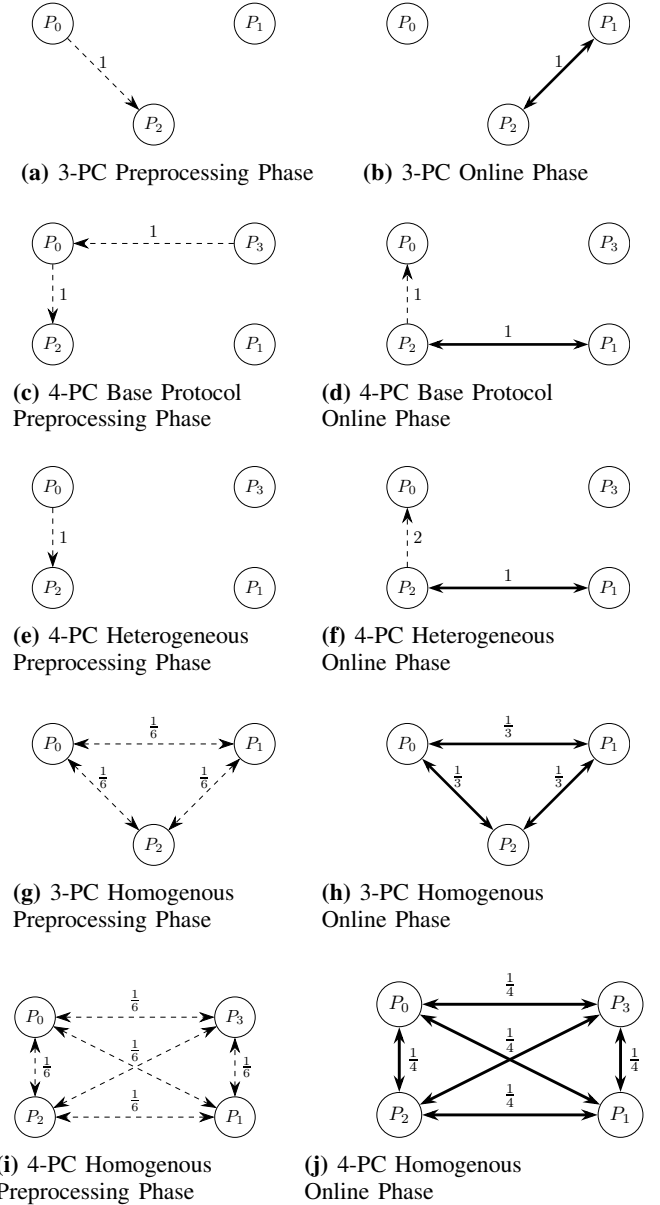 P0 P1
1
P2
(a) 3-PC Preprocessing Phase
P0 P1
1
P2
(b) 3-PC Online Phase
P0 1 P3
1
P2 P1
(c) 4-PC Base Protocol
Preprocessing Phase
P0 P3
1
1
P2 P1
(d) 4-PC Base Protocol
Online Phase
P0 P3
1
P2 P1
(e) 4-PC Heterogeneous
Preprocessing Phase
P0 P3
2
1
P2 P1
(f) 4-PC Heterogeneous
Online Phase
1/6
P0 P1
1/6 1/6
P2
(g) 3-PC Homogenous
Preprocessing Phase
1/3
P0 P1
1/3 1/3
P2
(h) 3-PC Homogenous
Online Phase
1/6
P0 P3
1/6 1/6 1/6
1/6
P2 P1
(i) 4-PC Homogenous
Preprocessing Phase
1/4
P0 P3
1/4 1/4 1/4
1/4
P2 P1
(j) 4-PC Homogenous
Online Phase